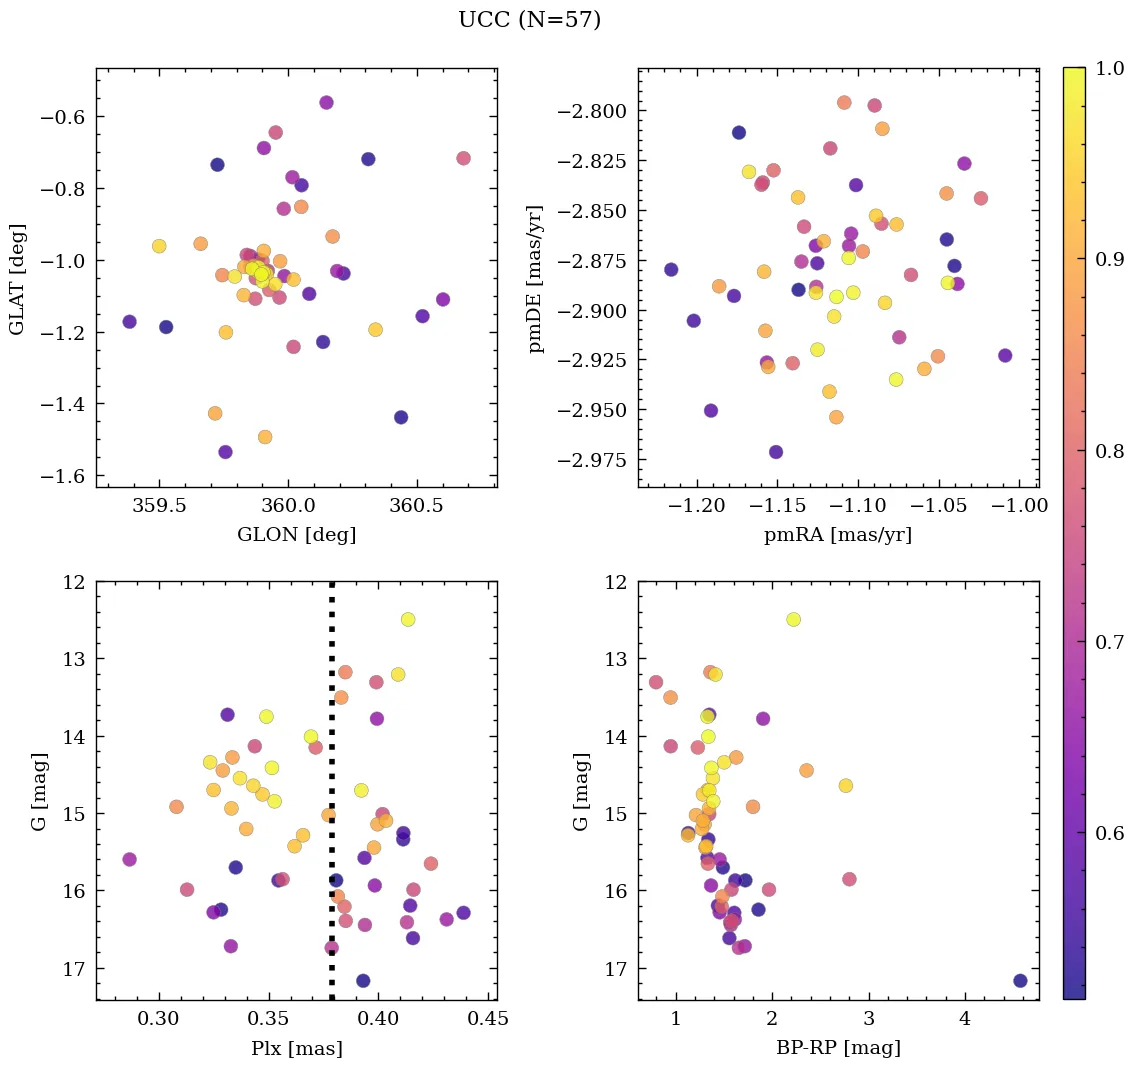 UCC (N=57)
−0.6
−0.8
−1.0
−1.2
−1.4
−1.6
GLAT [deg]
359.5 360.0 360.5
GLON [deg]
−2.800
−2.825
−2.850
−2.875
−2.900
−2.925
−2.950
−2.975
pmDE [mas/yr]
−1.20 −1.15 −1.10 −1.05 −1.00
pmRA [mas/yr]
1.0
0.9
0.8
0.7
0.6
12
13
14
15
16
17
G [mag]
0.30 0.35 0.40 0.45
Plx [mas]
12
13
14
15
16
17
G [mag]
1 2 3 4
BP-RP [mag]